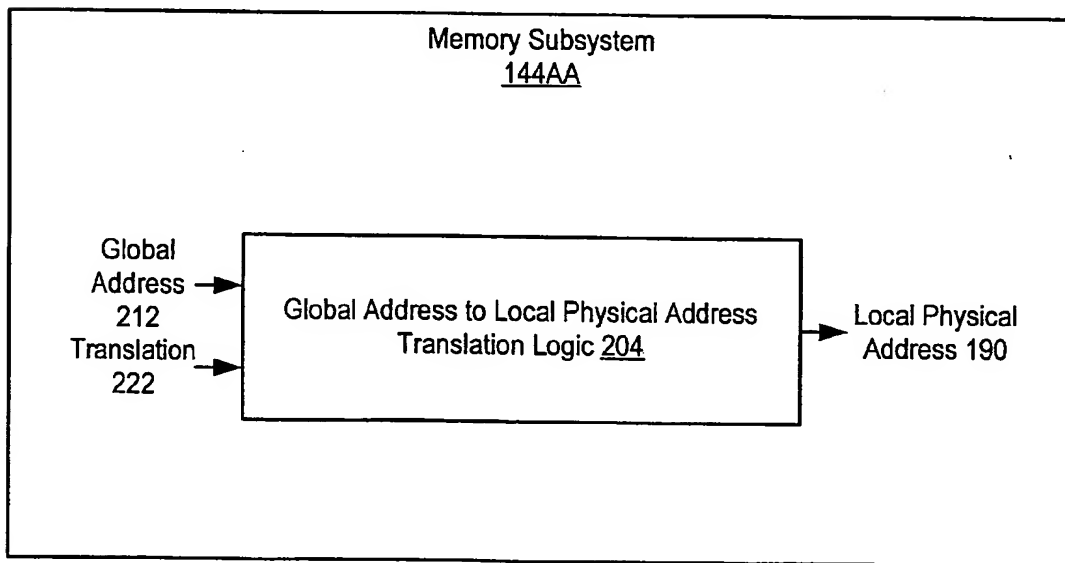 Memory Subsystem
144AA
Global
Address
212
Translation
222
Global Address to Local Physical Address
Translation Logic 204
Local Physical
Address 190